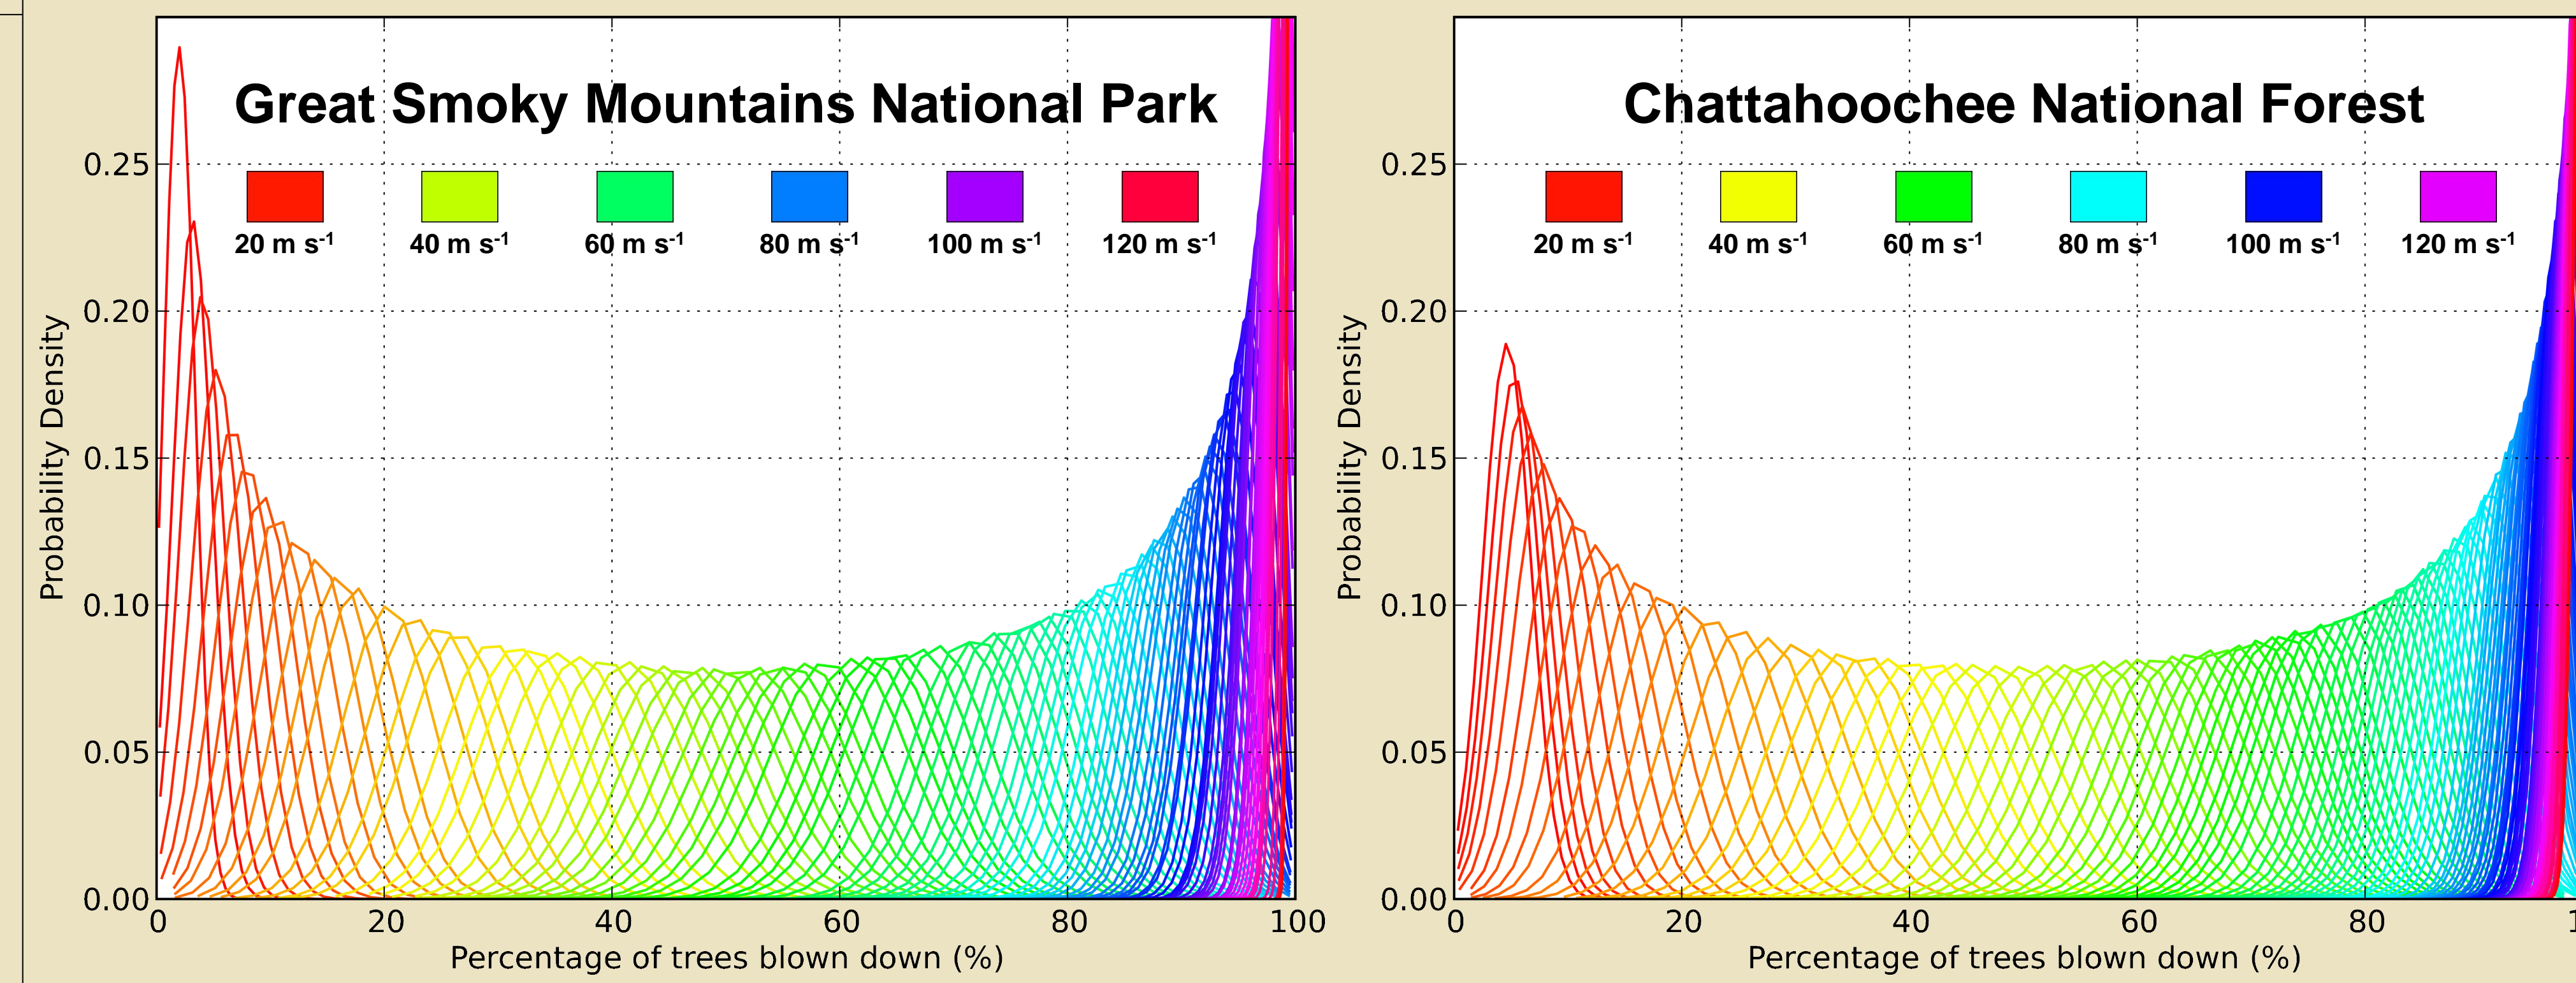 Great Smoky Mountains National Park
20 m s-1 40 m s-1 60 m s-1 80 m s-1 100 m s-1 120 m s-1
0.25
0.20
0.15
0.10
0.05
0.00
Probability Density
0 20 40 60 80 100
Percentage of trees blown down (%)
Chattahoochee National Forest
20 m s-1 40 m s-1 60 m s-1 80 m s-1 100 m s-1 120 m s-1
0.25
0.20
0.15
0.10
0.05
0.00
Probability Density
0 20 40 60 80
Percentage of trees blown down (%)